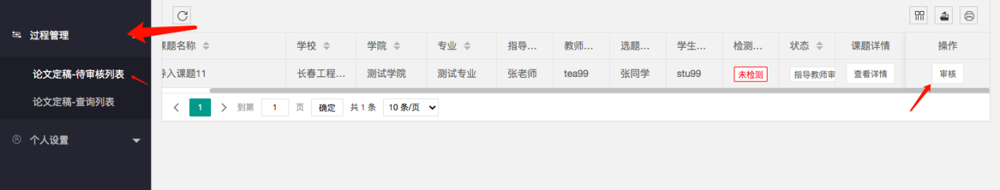 过程管理
论文定稿-待审核列表
论文定稿-查询列表
个人设置
课题名称 学校 学院 专业 指导... 教师... 选题... 学生... 检测... 状态 课题详情 操作
导入课题11 长春工程... 测试学院 测试专业 张老师 tea99 张同学 stu99 未检测 指导教师审 查看详情 审核
1 到第 1 页 确定 共 1 条 10 条/页